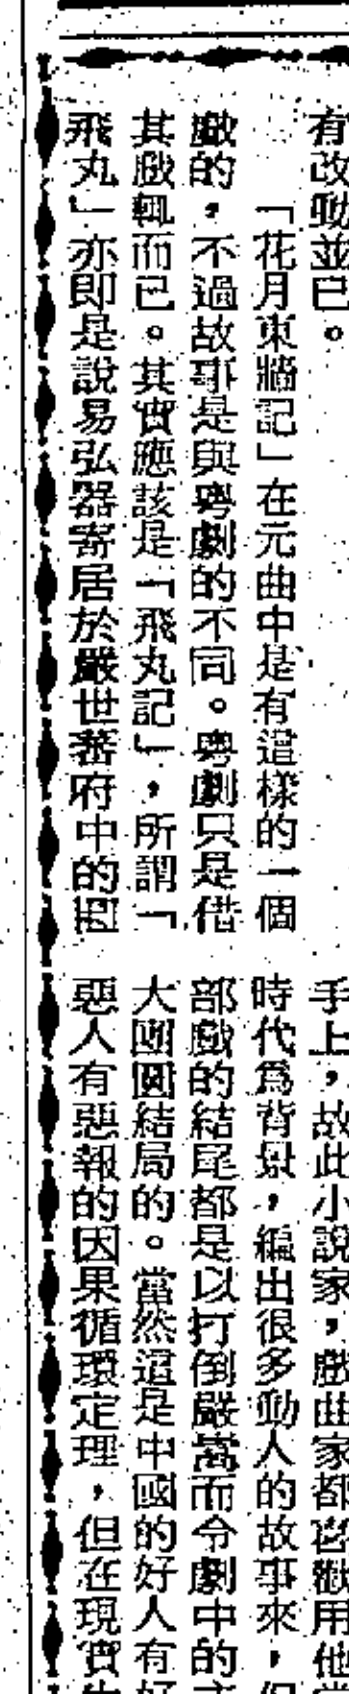 有改動並已。
「花月東牆記」在元曲中是有這樣的一個
戲的，不過故事是與粵劇的不同。粵劇只是借
其戲軀而已。其實應該是「飛丸記」，所謂「
飛丸」亦即是說易弘器寄居於嚴世蕃府中的
手上，故此小說家，戲曲家都喜歡用他
時代爲背景，編出很多動人的故事來，但
部戲的結尾都是以打倒嚴嵩而令劇中的主
大團圓結局的。當然這是中國的好人有好
惡人有惡報的因果循環定理，但在現實